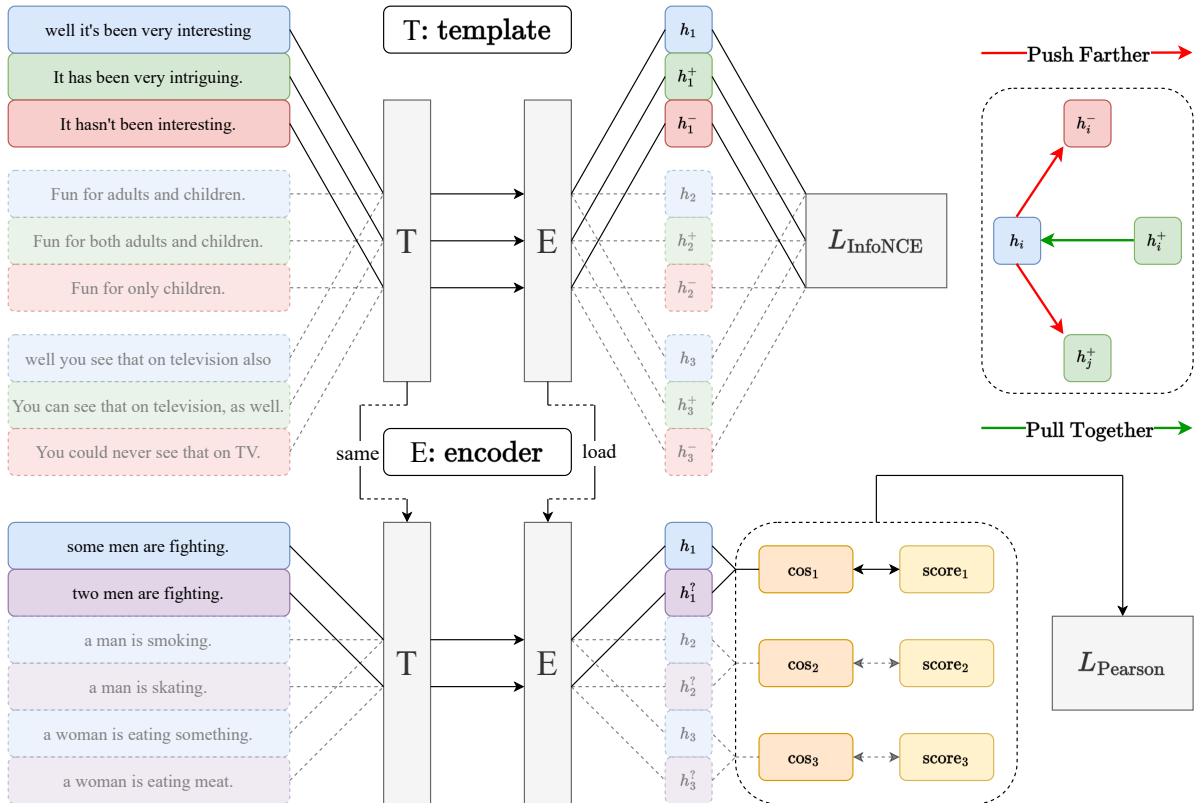 well it's been very interesting
It has been very intriguing.
It hasn't been interesting.
Fun for adults and children.
Fun for both adults and children.
Fun for only children.
well you see that on television also
You can see that on television, as well.
You could never see that on TV.
T: template
T
E
h₁
h₁⁺
h₁⁻
h₂
h₂⁺
h₂⁻
h₃
h₃⁺
h₃⁻
L_InfoNCE
Push Farther
hᵢ⁻
hᵢ
hᵢ⁺
hⱼ⁺
Pull Together
same
E: encoder
load
some men are fighting.
two men are fighting.
a man is smoking.
a man is skating.
a woman is eating something.
a woman is eating meat.
T
E
h₁
h₁?
h₂
h₂?
h₃
h₃?
cos₁
score₁
cos₂
score₂
cos₃
score₃
L_Pearson